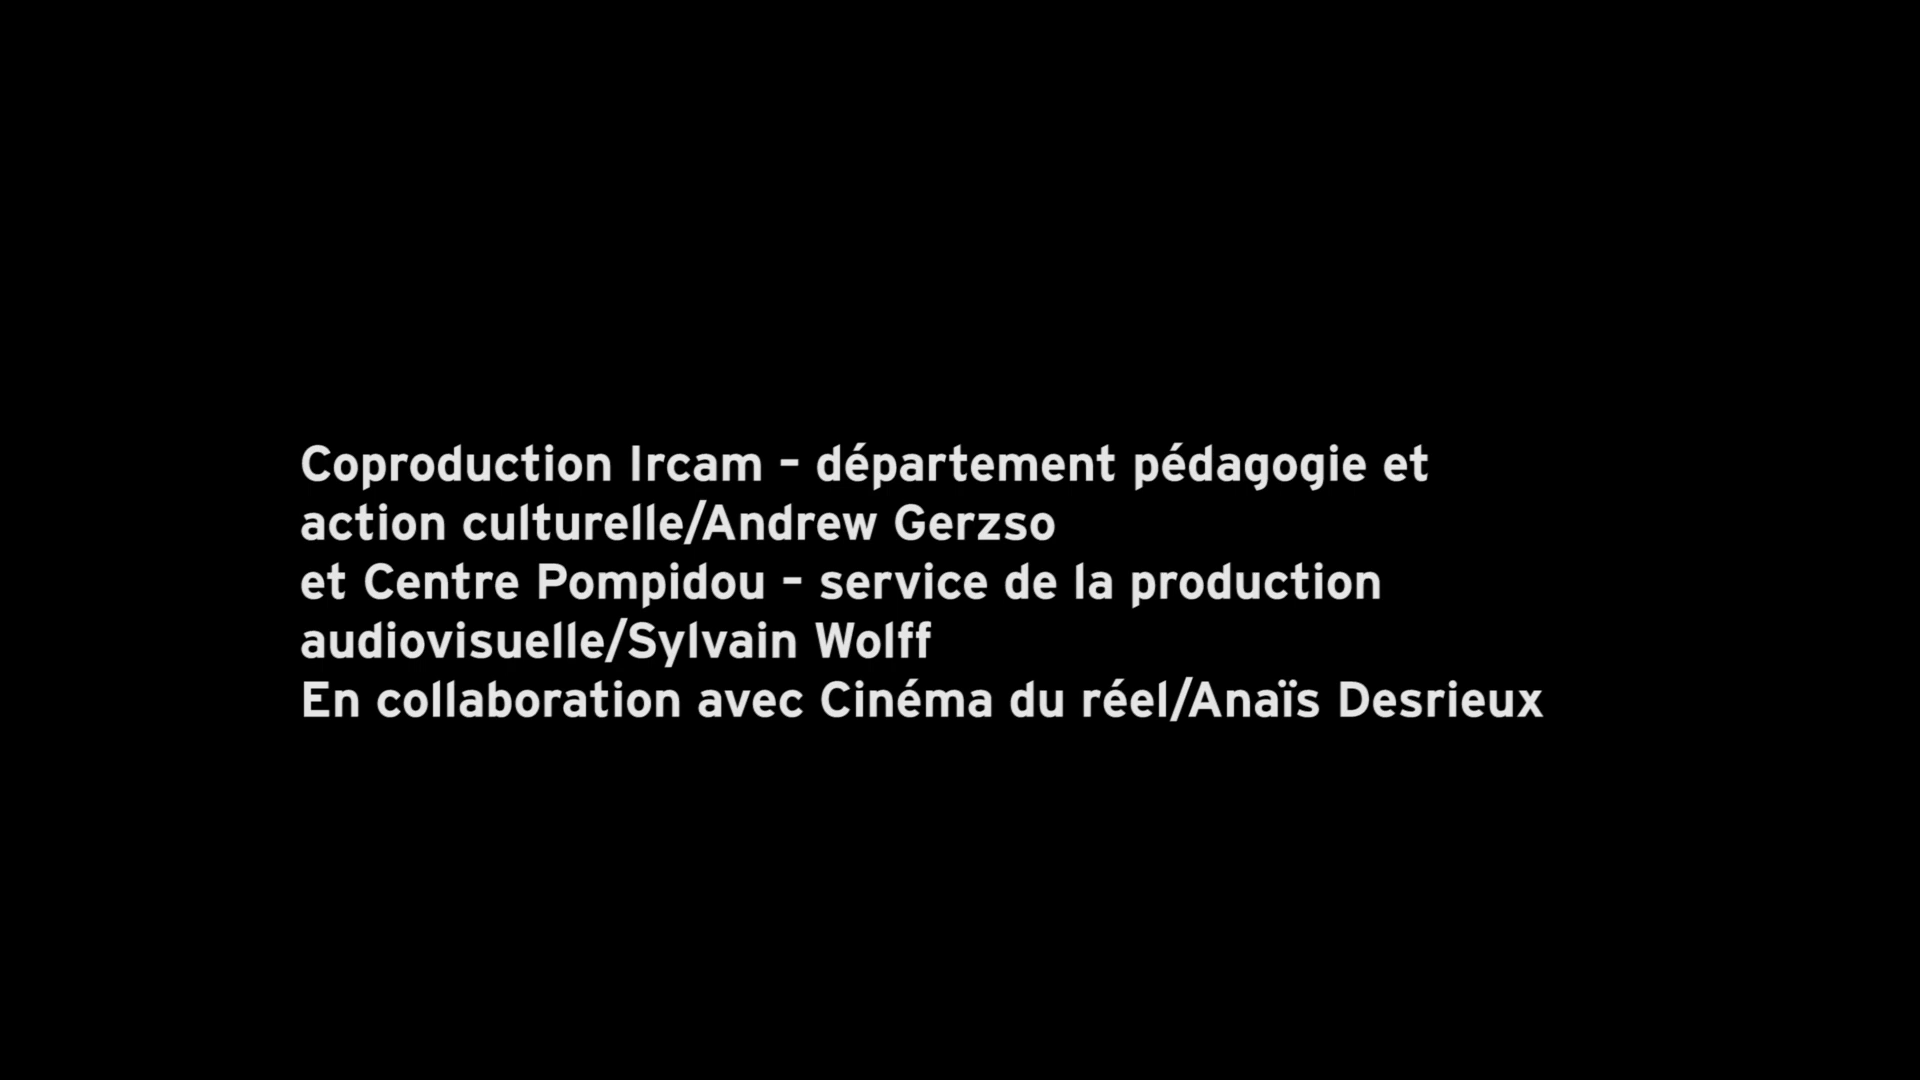 Coproduction Ircam – département pédagogie et
action culturelle/Andrew Gerzso
et Centre Pompidou – service de la production
audiovisuelle/Sylvain Wolff
En collaboration avec Cinéma du réel/Anaïs Desrieux